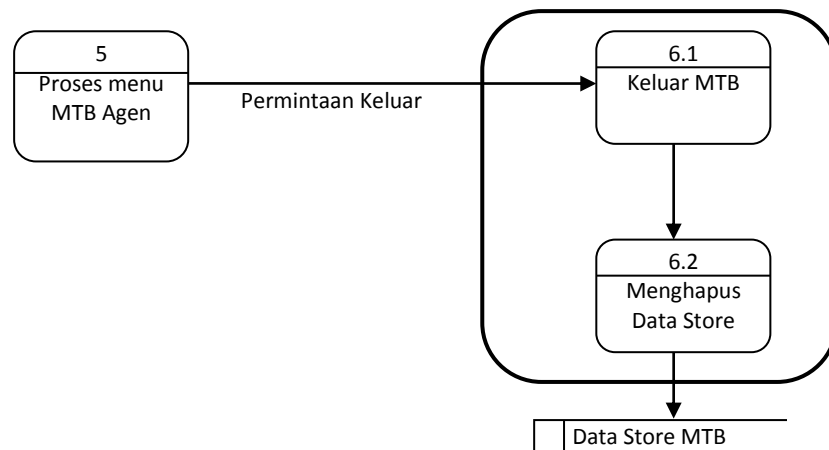 5
Proses menu
MTB Agen
Permintaan Keluar
6.1
Keluar MTB
6.2
Menghapus
Data Store
Data Store MTB